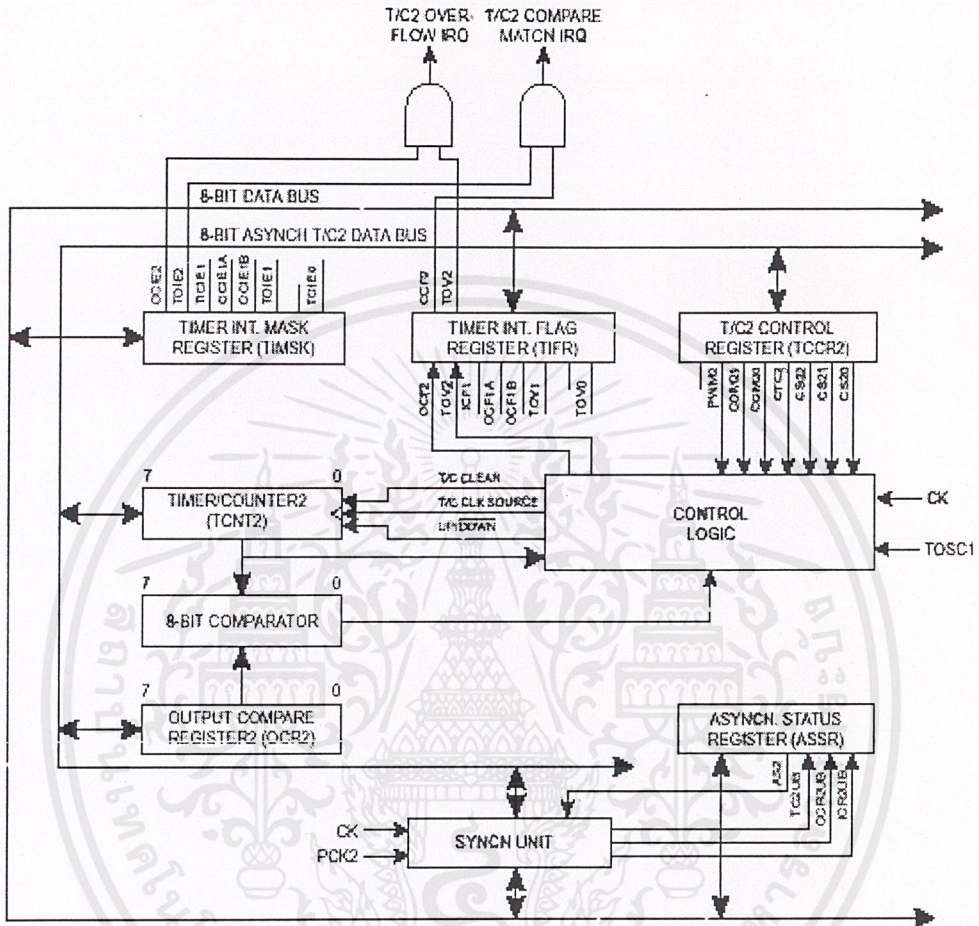 T/C2 OVER-
FLOW IRQ
T/C2 COMPARE
MATCH IRQ
8-BIT DATA BUS
8-BIT ASYNCH T/C2 DATA BUS
OCIE2
TOIE2
TICIE1
OCIE1A
OCIE1B
TOIE1
TOIE0
OCF2
TOV2
TIMER INT. MASK
REGISTER (TIMSK)
TIMER INT. FLAG
REGISTER (TIFR)
T/C2 CONTROL
REGISTER (TCCR2)
OCF2
TOV2
ICF1
OCF1A
OCF1B
TOV1
TOV0
PWM2
COM21
COM20
CTC2
CS22
CS21
CS20
7 0
TIMER/COUNTER2
(TCNT2)
T/C CLEAR
T/C CLK SOURCE
UP/DOWN
CONTROL
LOGIC
CK
TOSC1
7 0
8-BIT COMPARATOR
7 0
OUTPUT COMPARE
REGISTER2 (OCR2)
ASYNCH. STATUS
REGISTER (ASSR)
AS2
TC2UB
OCR2UB
ICR2UB
CK
PCK2
SYNCH UNIT